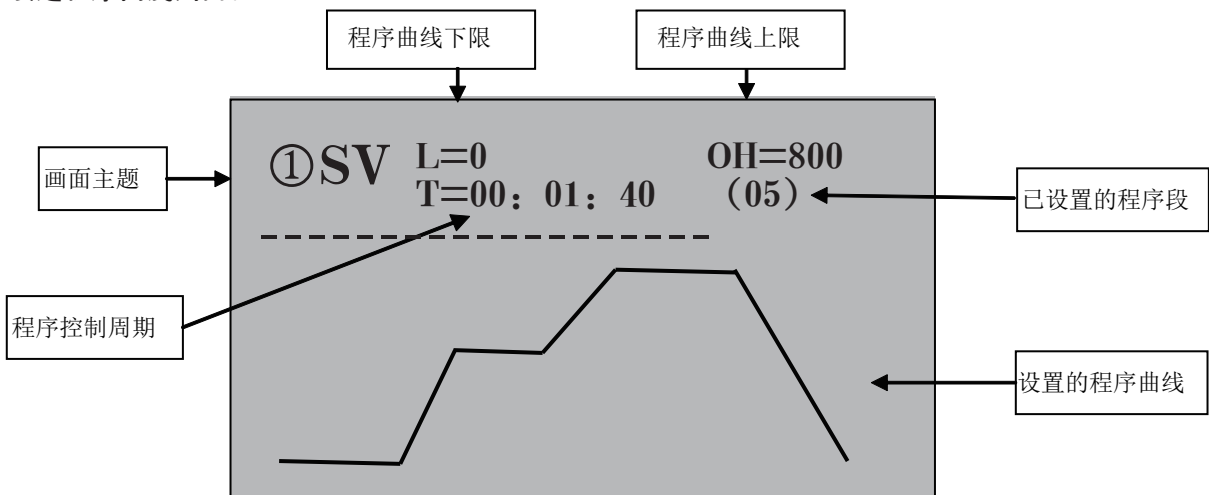 程序曲线下限
程序曲线上限
①SV
L=0
OH=800
T=00：01：40
（05）
画面主题
已设置的程序段
程序控制周期
设置的程序曲线